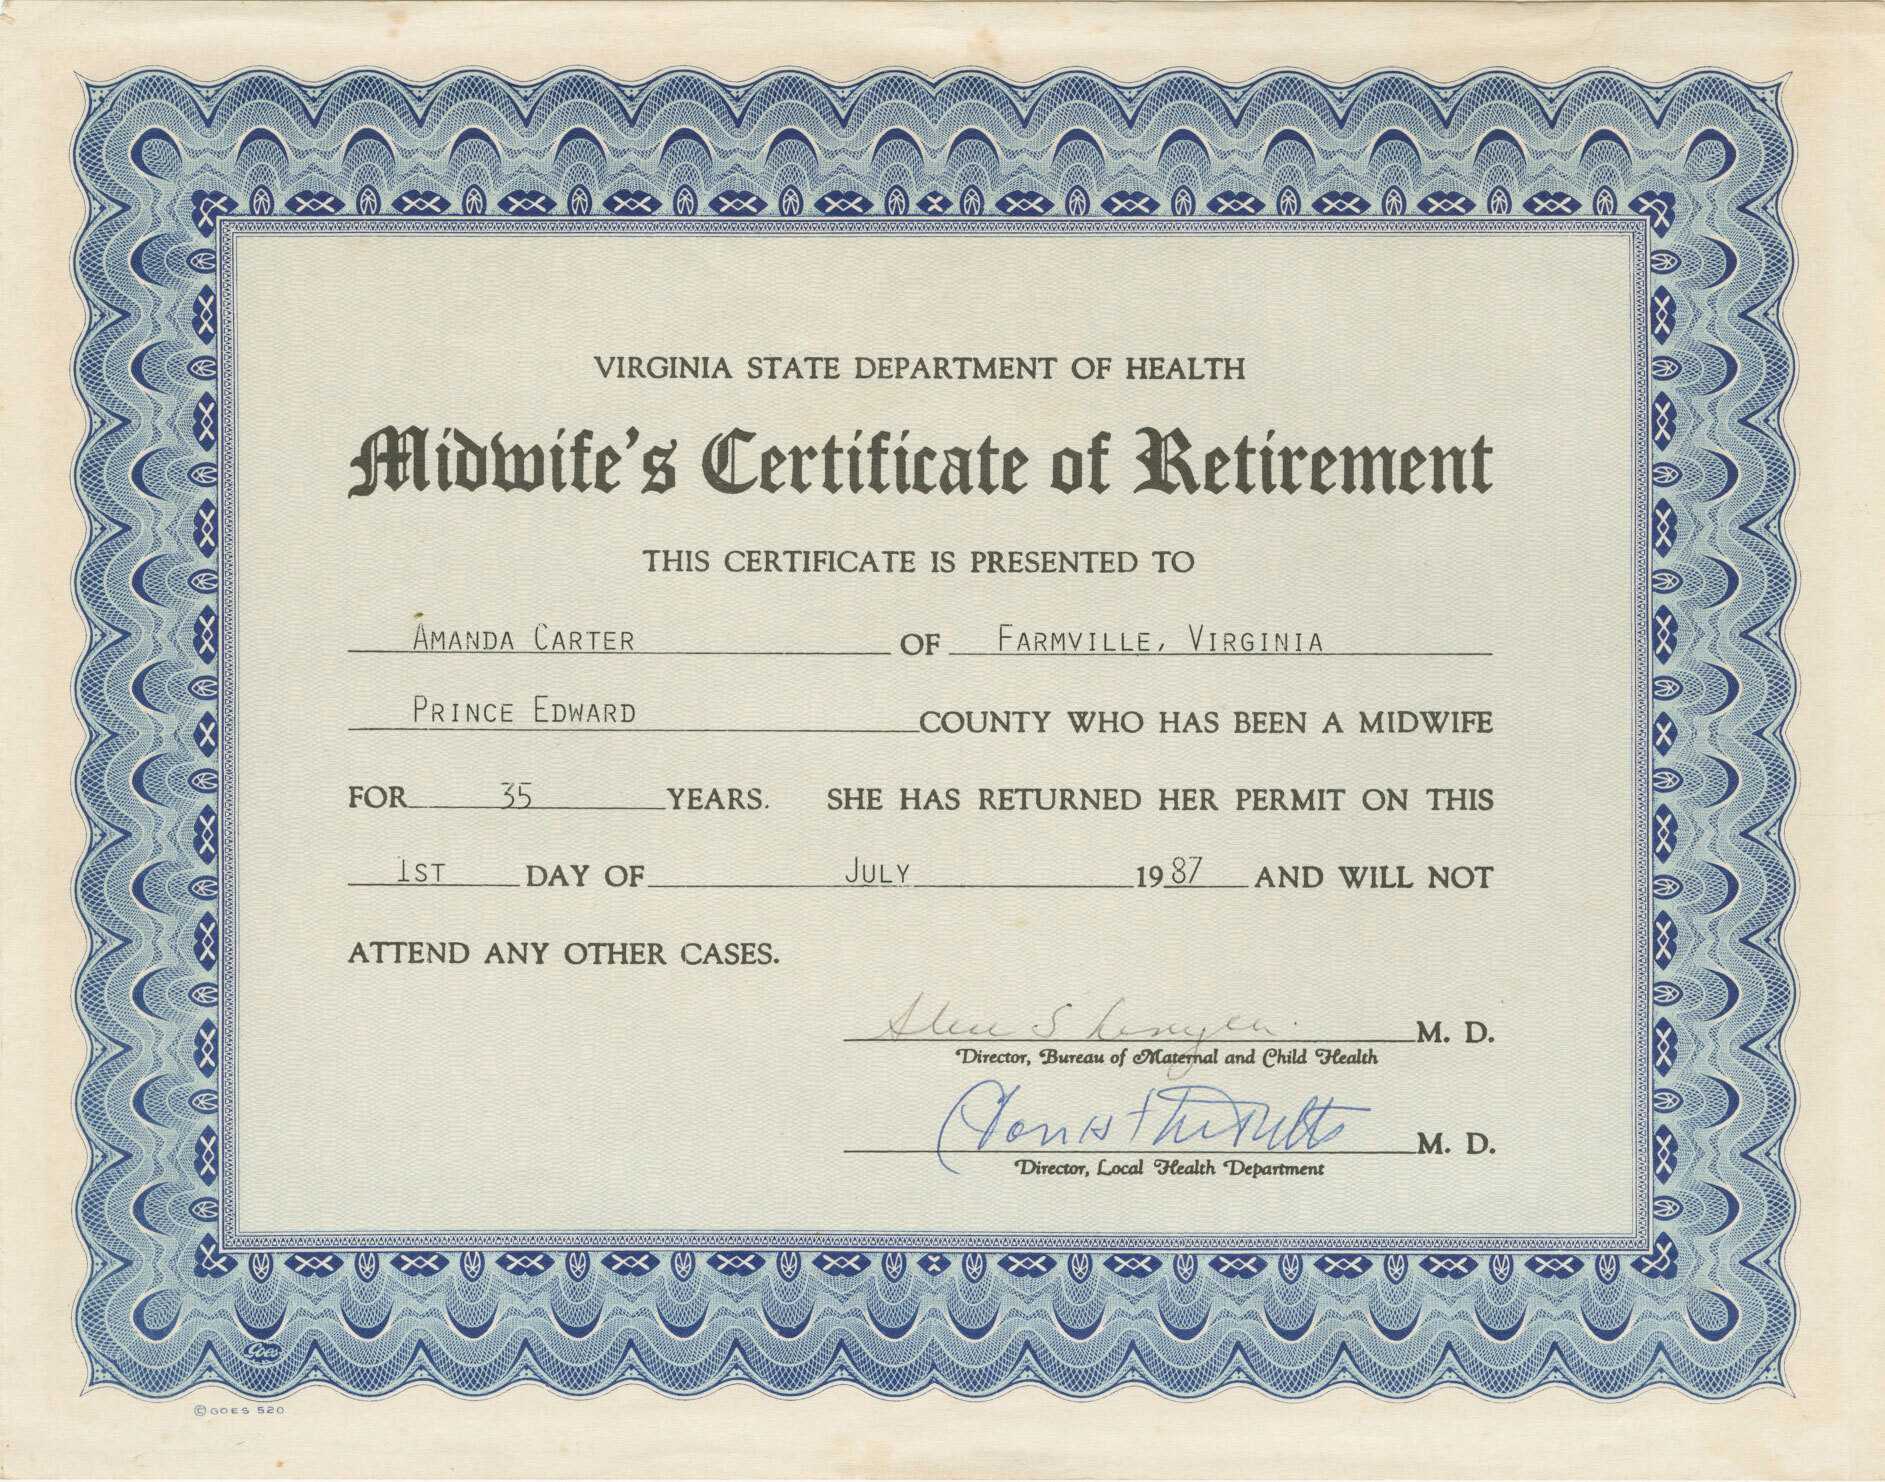 VIRGINIA STATE DEPARTMENT OF HEALTH
Midwife's Certificate of Retirement
THIS CERTIFICATE IS PRESENTED TO
AMANDA CARTER OF FARMVILLE, VIRGINIA
PRINCE EDWARD COUNTY WHO HAS BEEN A MIDWIFE
FOR 35 YEARS. SHE HAS RETURNED HER PERMIT ON THIS
1ST DAY OF JULY 1987 AND WILL NOT
ATTEND ANY OTHER CASES.
M. D.
Director, Bureau of Maternal and Child Health
M. D.
Director, Local Health Department
Goes
© GOES 520